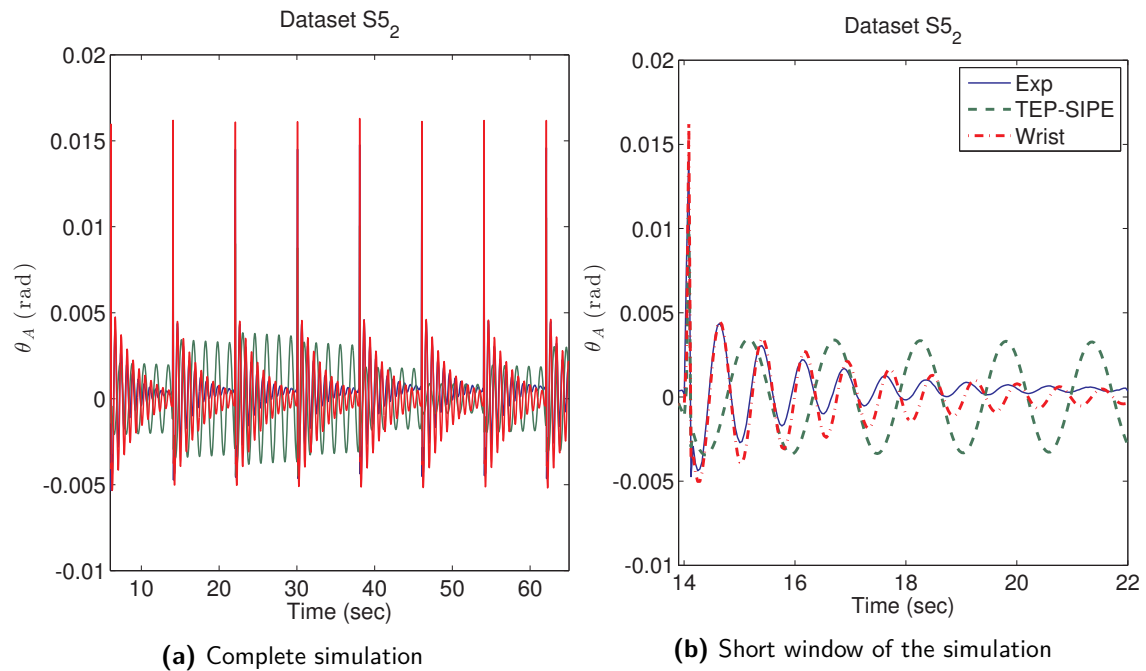 Dataset S5₂
0.02
0.015
0.01
0.005
0
-0.005
-0.01
θ_A (rad)
10 20 30 40 50 60
Time (sec)
(a) Complete simulation
Dataset S5₂
0.02
0.015
0.01
0.005
0
-0.005
-0.01
θ_A (rad)
Exp
TEP-SIPE
Wrist
14 16 18 20 22
Time (sec)
(b) Short window of the simulation